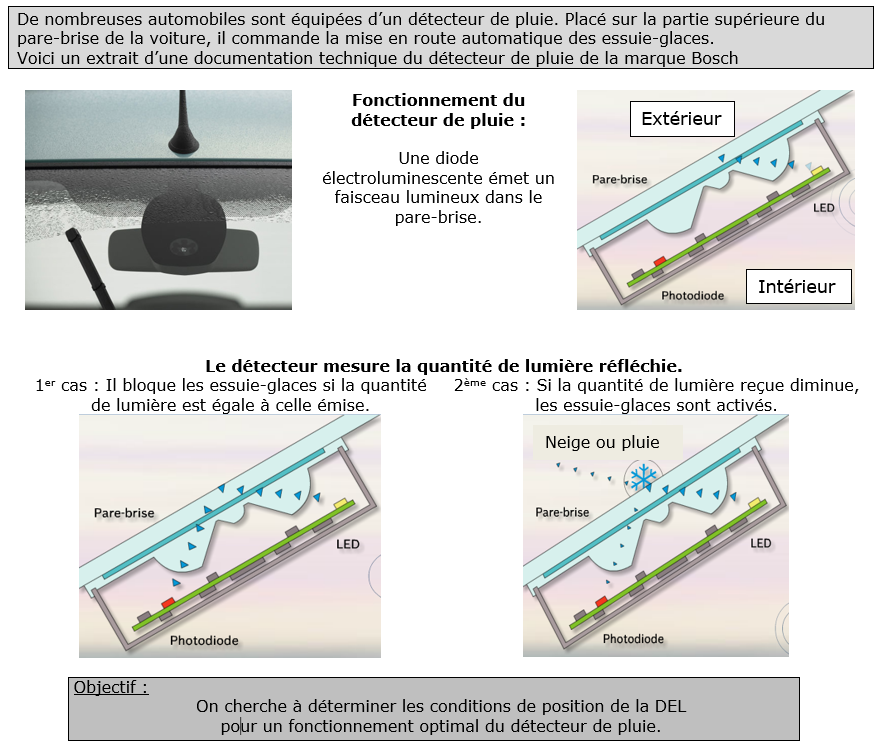 De nombreuses automobiles sont équipées d’un détecteur de pluie. Placé sur la partie supérieure du
pare-brise de la voiture, il commande la mise en route automatique des essuie-glaces.
Voici un extrait d’une documentation technique du détecteur de pluie de la marque Bosch
Fonctionnement du
détecteur de pluie :
Une diode
électroluminescente émet un
faisceau lumineux dans le
pare-brise.
Extérieur
Pare-brise
LED
Intérieur
Photodiode
Le détecteur mesure la quantité de lumière réfléchie.
1er cas : Il bloque les essuie-glaces si la quantité
de lumière est égale à celle émise.
2ème cas : Si la quantité de lumière reçue diminue,
les essuie-glaces sont activés.
Pare-brise
LED
Photodiode
Neige ou pluie
Pare-brise
LED
Photodiode
Objectif :
On cherche à déterminer les conditions de position de la DEL
pour un fonctionnement optimal du détecteur de pluie.